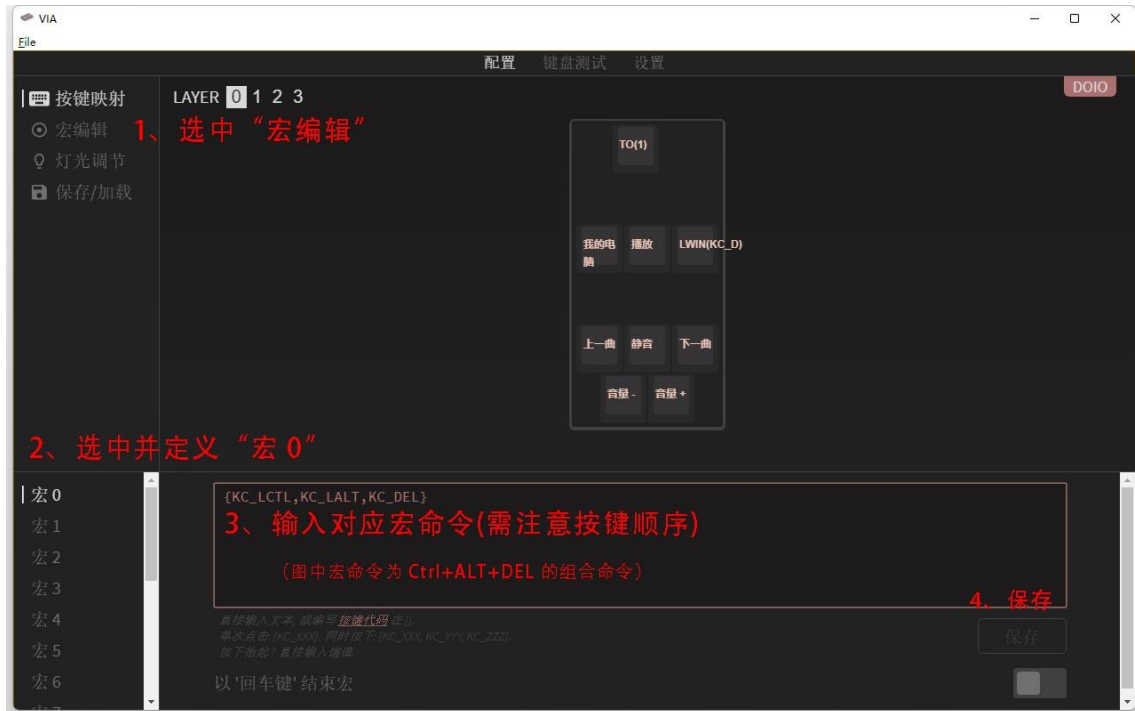 VIA
File
配置 键盘测试 设置
DOIO
按键映射
宏编辑
灯光调节
保存/加载
LAYER 0 1 2 3
1、选中“宏编辑”
TO(1)
我的电
脑
播放
LWIN(KC_D)
上一曲
静音
下一曲
音量 -
音量 +
2、选中并定义“宏 0”
宏 0
宏 1
宏 2
宏 3
宏 4
宏 5
宏 6
{KC_LCTL,KC_LALT,KC_DEL}
3、输入对应宏命令(需注意按键顺序)
（图中宏命令为 Ctrl+ALT+DEL 的组合命令）
4、保存
直接输入文本, 或编写 按键代码 在 {}.
单次点击: {KC_XXX}. 同时按下: {KC_XXX, KC_YYY, KC_ZZZ}.
按下抬起? 直接输入键值.
保存
以 '回车键' 结束宏